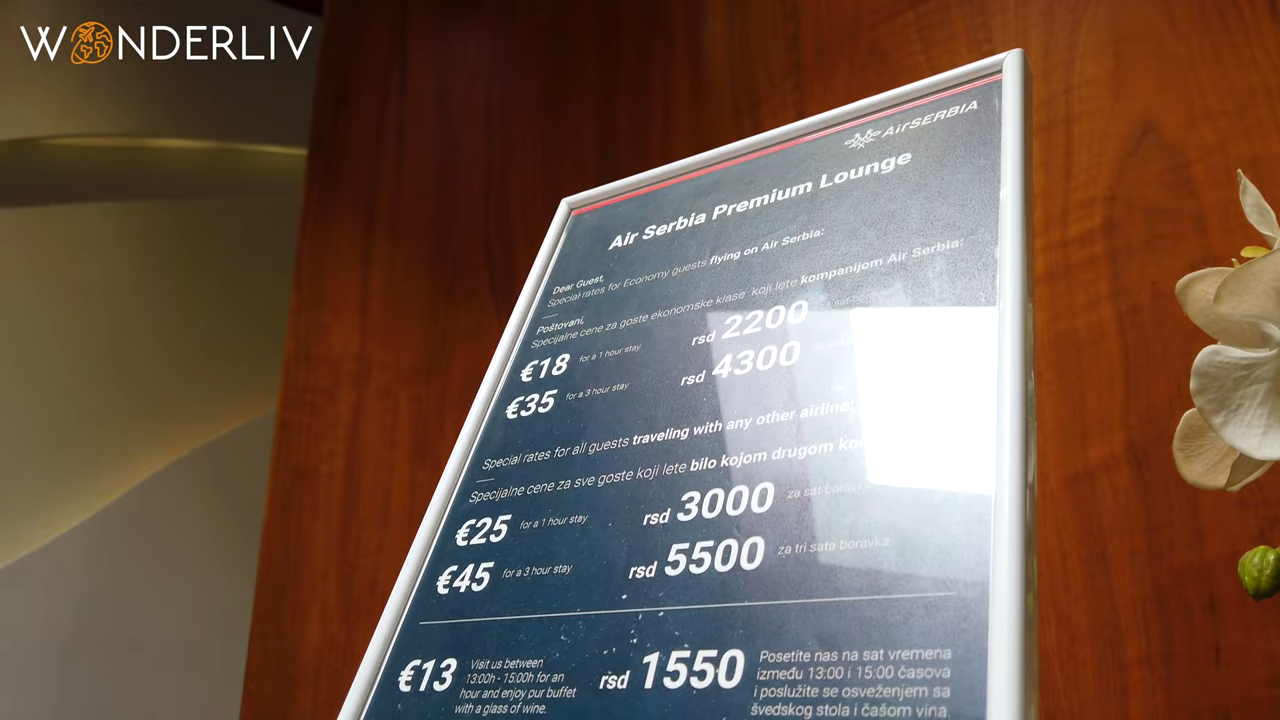 WONDERLIV
AirSERBIA
Air Serbia Premium Lounge
Dear Guest,
Special rates for Economy guests flying on Air Serbia:
Poštovani,
Specijalne cene za goste ekonomske klase koji lete kompanijom Air Serbia:
€18 for a 1 hour stay rsd 2200
€35 for a 3 hour stay rsd 4300
Special rates for all guests traveling with any other airline:
Specijalne cene za sve goste koji lete bilo kojom drugom
€25 for a 1 hour stay rsd 3000 za sat boravka
€45 for a 3 hour stay rsd 5500 za tri sata boravka
€13 Visit us between
13:00h - 15:00h for an
hour and enjoy our buffet
with a glass of wine.
rsd 1550 Posetite nas na sat vremena
između 13:00 i 15:00 časova
i poslužite se osveženjem sa
švedskog stola i čašom vina.